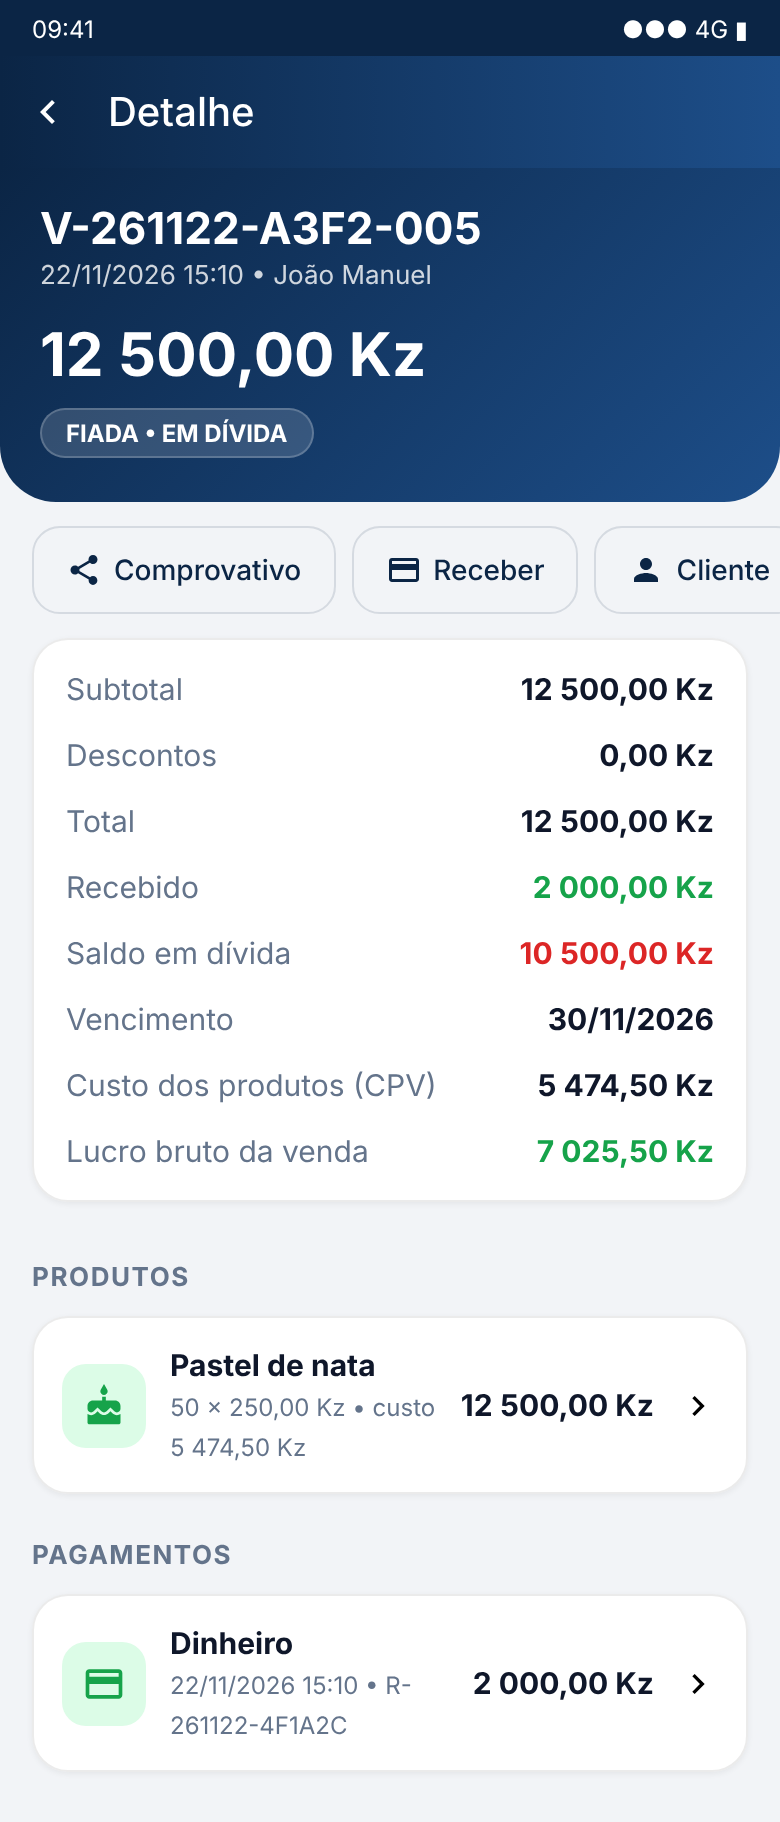 09:41
4G
Detalhe
V-261122-A3F2-005
22/11/2026 15:10 • João Manuel
12 500,00 Kz
FIADA • EM DÍVIDA
Comprovativo
Receber
Cliente
Subtotal 12 500,00 Kz
Descontos 0,00 Kz
Total 12 500,00 Kz
Recebido 2 000,00 Kz
Saldo em dívida 10 500,00 Kz
Vencimento 30/11/2026
Custo dos produtos (CPV) 5 474,50 Kz
Lucro bruto da venda 7 025,50 Kz
PRODUTOS
Pastel de nata
50 × 250,00 Kz • custo
5 474,50 Kz
12 500,00 Kz
PAGAMENTOS
Dinheiro
22/11/2026 15:10 • R-
261122-4F1A2C
2 000,00 Kz